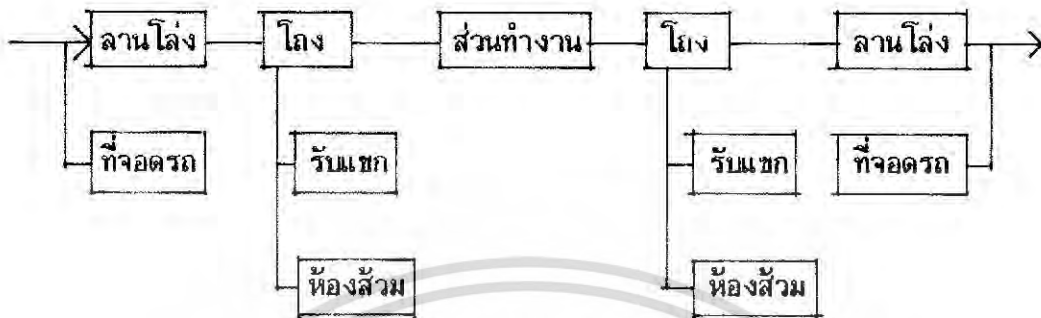 ลานโล่ง โถง ส่วนทำงาน โถง ลานโล่ง
ที่จอดรถ รับแขก รับแขก ที่จอดรถ
ห้องส้วม ห้องส้วม